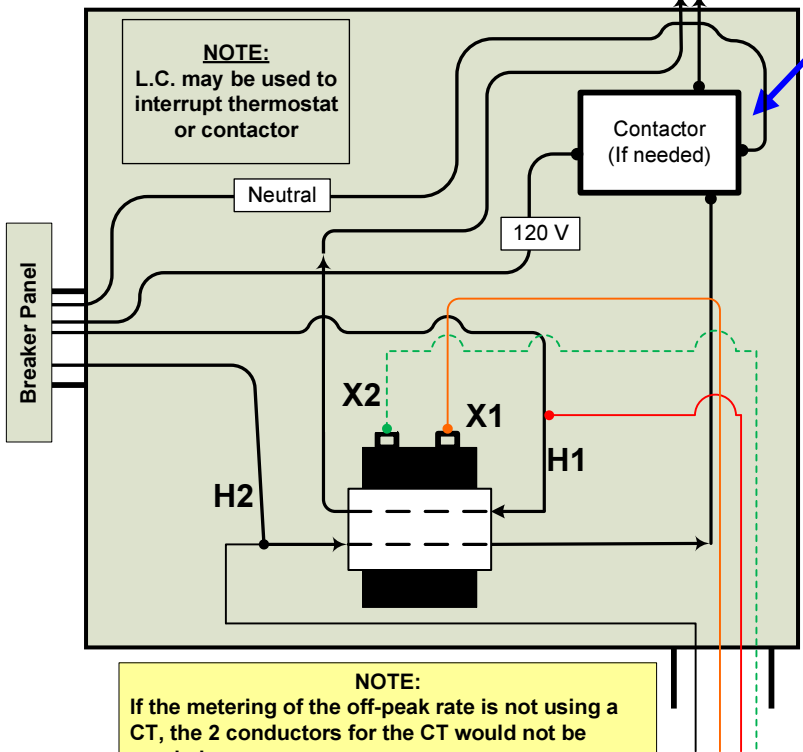 NOTE:
L.C. may be used to
interrupt thermostat
or contactor
Contactor
(If needed)
Neutral
120 V
Breaker Panel
X2
X1
H1
H2
NOTE:
If the metering of the off-peak rate is not using a
CT, the 2 conductors for the CT would not be